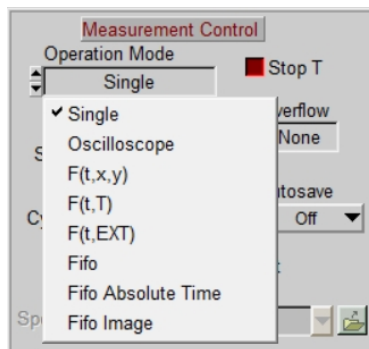 Measurement Control
Operation Mode
Single
Stop T
Single
Oscilloscope
F(t,x,y)
F(t,T)
F(t,EXT)
Fifo
Fifo Absolute Time
Fifo Image
None
Off